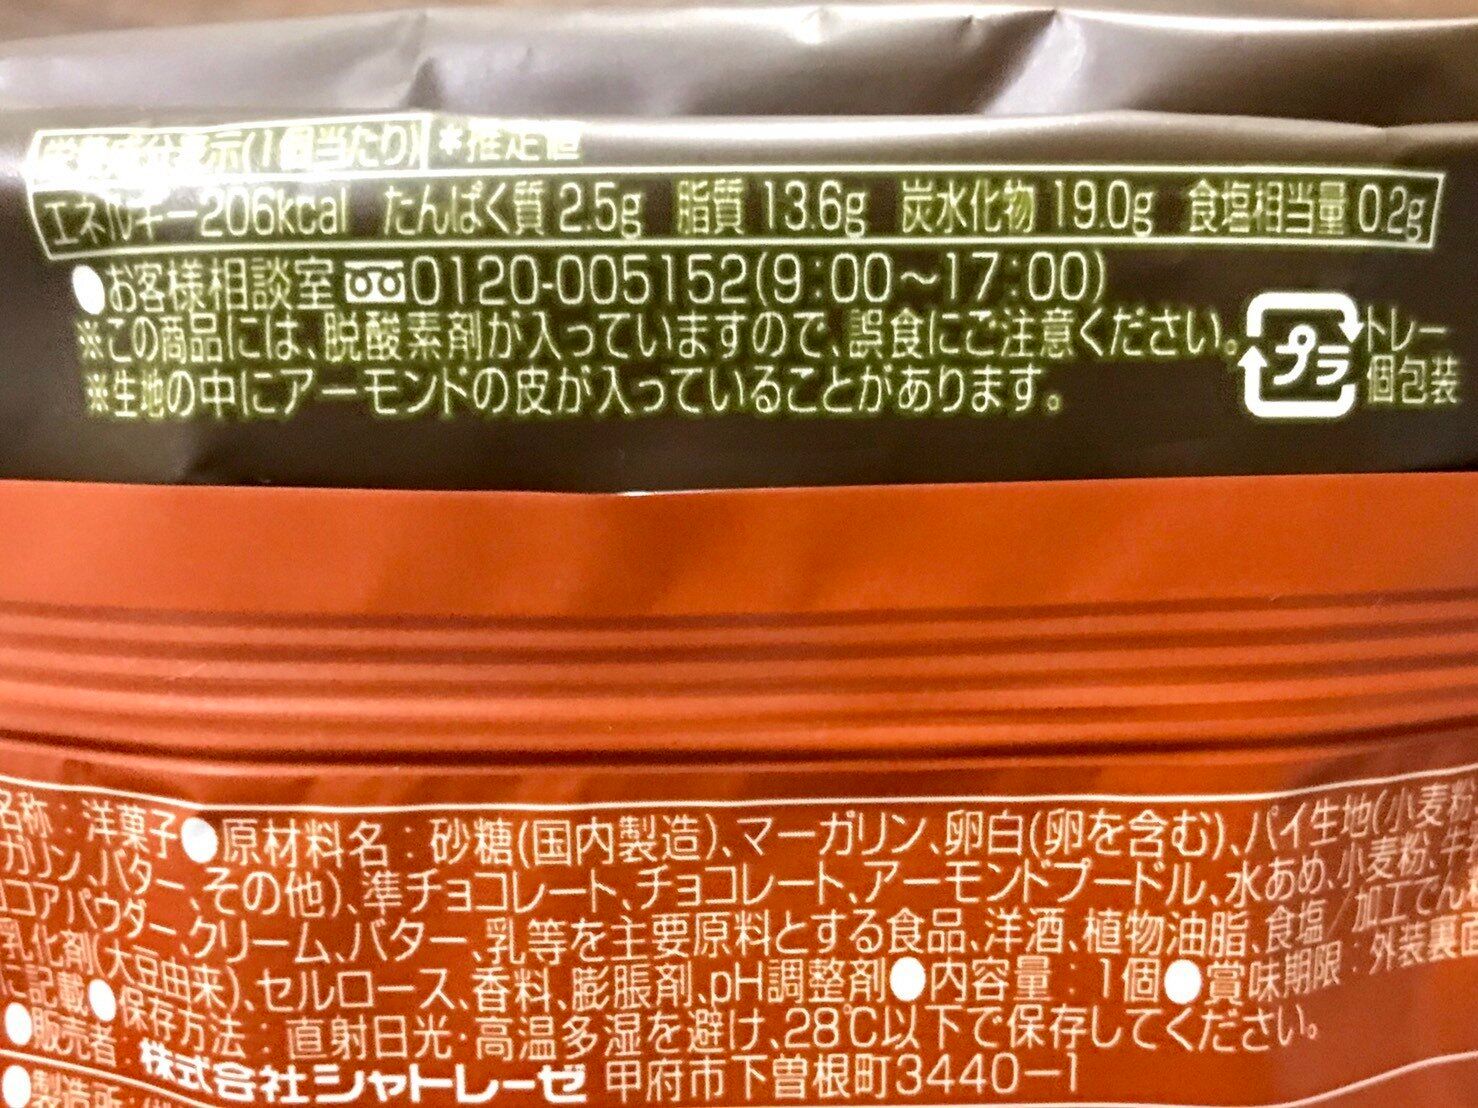 栄養成分表示(1個当たり) *推定値
エネルギー206kcal たんぱく質2.5g 脂質13.6g 炭水化物19.0g 食塩相当量0.2g
●お客様相談室 0120-005152(9:00〜17:00)
※この商品には、脱酸素剤が入っていますので、誤食にご注意ください。
※生地の中にアーモンドの皮が入っていることがあります。
プラ
トレー
個包装
名称:洋菓子●原材料名:砂糖(国内製造)、マーガリン、卵白(卵を含む)、パイ生地(小麦粉
ガリン、バター、その他)、準チョコレート、チョコレート、アーモンドプードル、水あめ、小麦粉、牛
コアパウダー、クリーム、バター、乳等を主要原料とする食品、洋酒、植物油脂、食塩/加工でん
乳化剤(大豆由来)、セルロース、香料、膨脹剤、pH調整剤●内容量:1個●賞味期限:外装裏面
に記載●保存方法:直射日光・高温多湿を避け、28℃以下で保存してください。
●販売者:株式会社シャトレーゼ 甲府市下曽根町3440-1
●製造所: